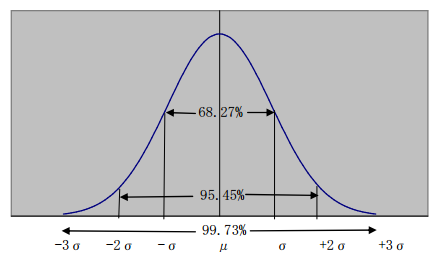 68.27%
95.45%
99.73%
-3 σ -2 σ -σ μ σ +2 σ +3 σ